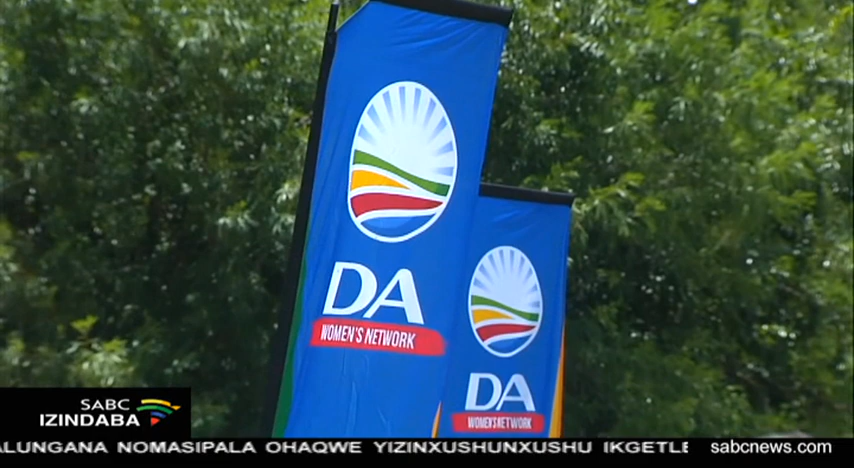 DA
WOMEN'S NETWORK
DA
WOMEN'S NETWORK
SABC
IZINDABA
ALUNGANA NOMASIPALA OHAQWE YIZINXUSHUNXUSHU IKGETLE
sabcnews.com